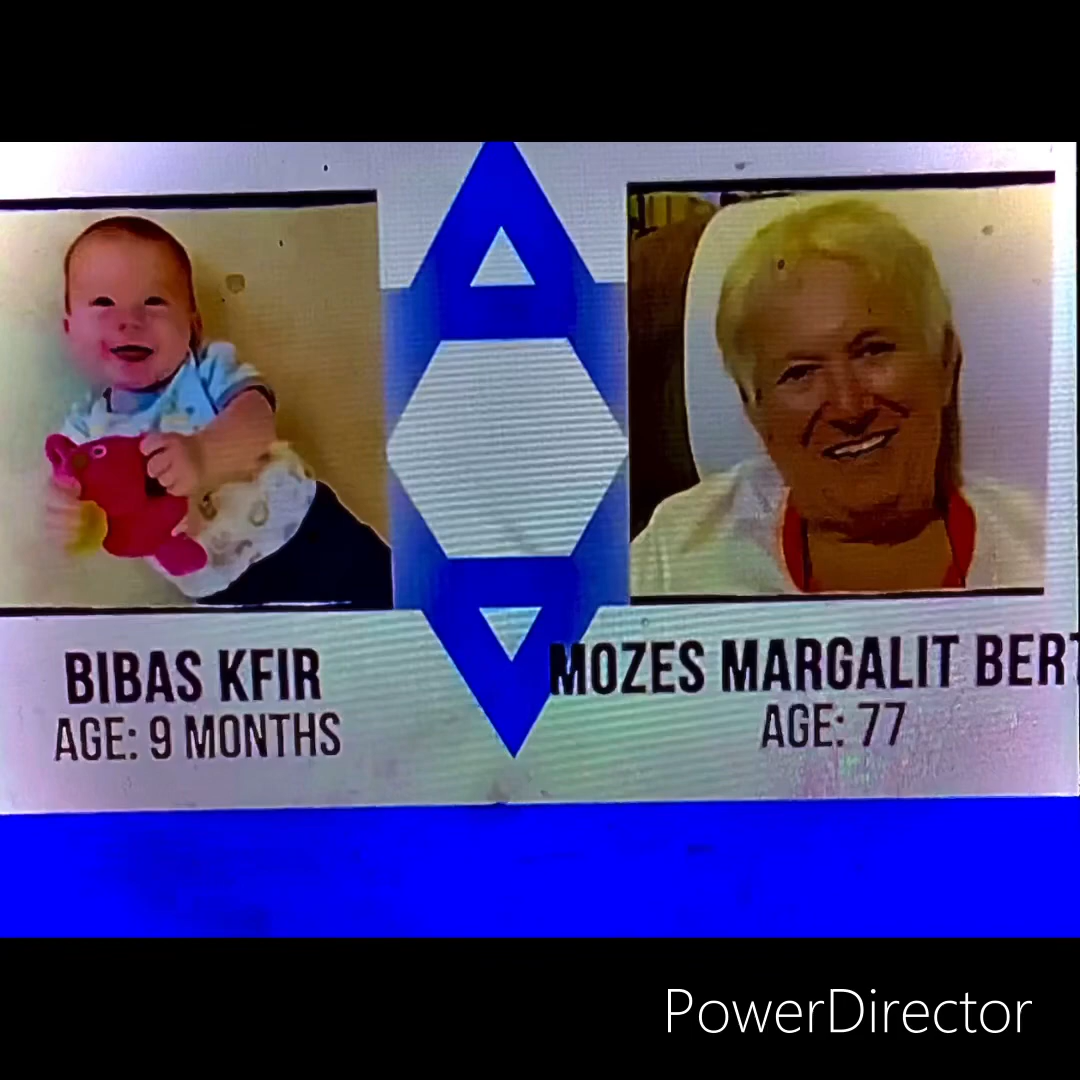 BIBAS KFIR
AGE: 9 MONTHS
MOZES MARGALIT BERT
AGE: 77
PowerDirector